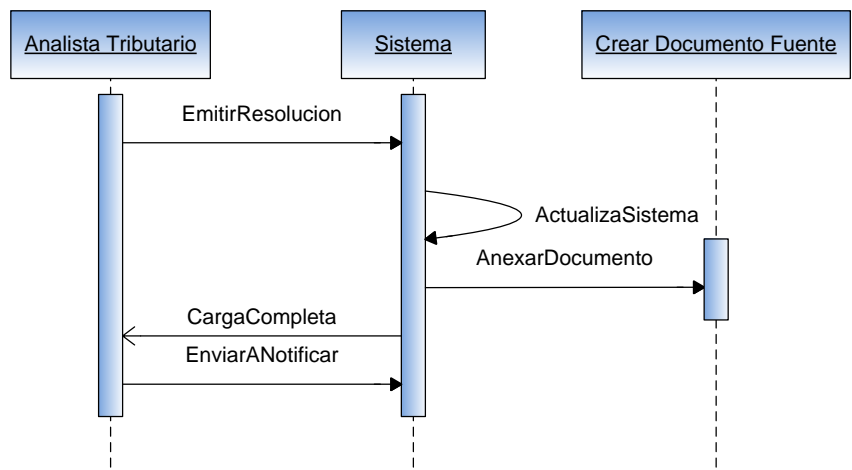 Analista Tributario
Sistema
Crear Documento Fuente
EmitirResolucion
ActualizaSistema
AnexarDocumento
CargaCompleta
EnviarANotificar